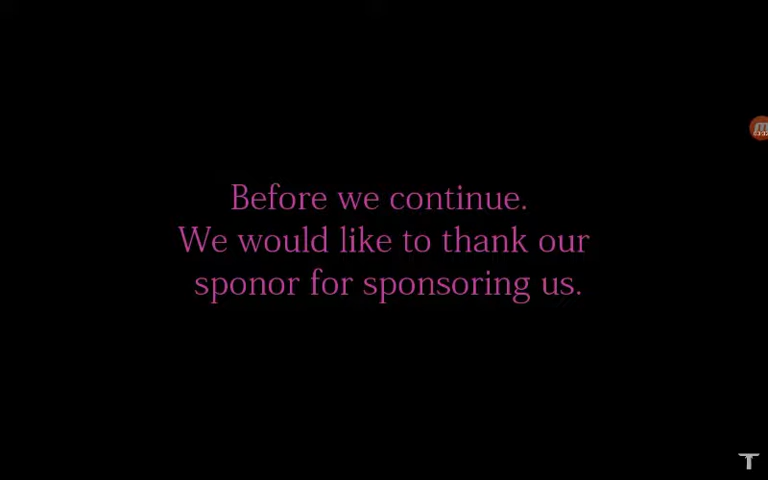 Before we continue.
We would like to thank our
sponor for sponsoring us.
T